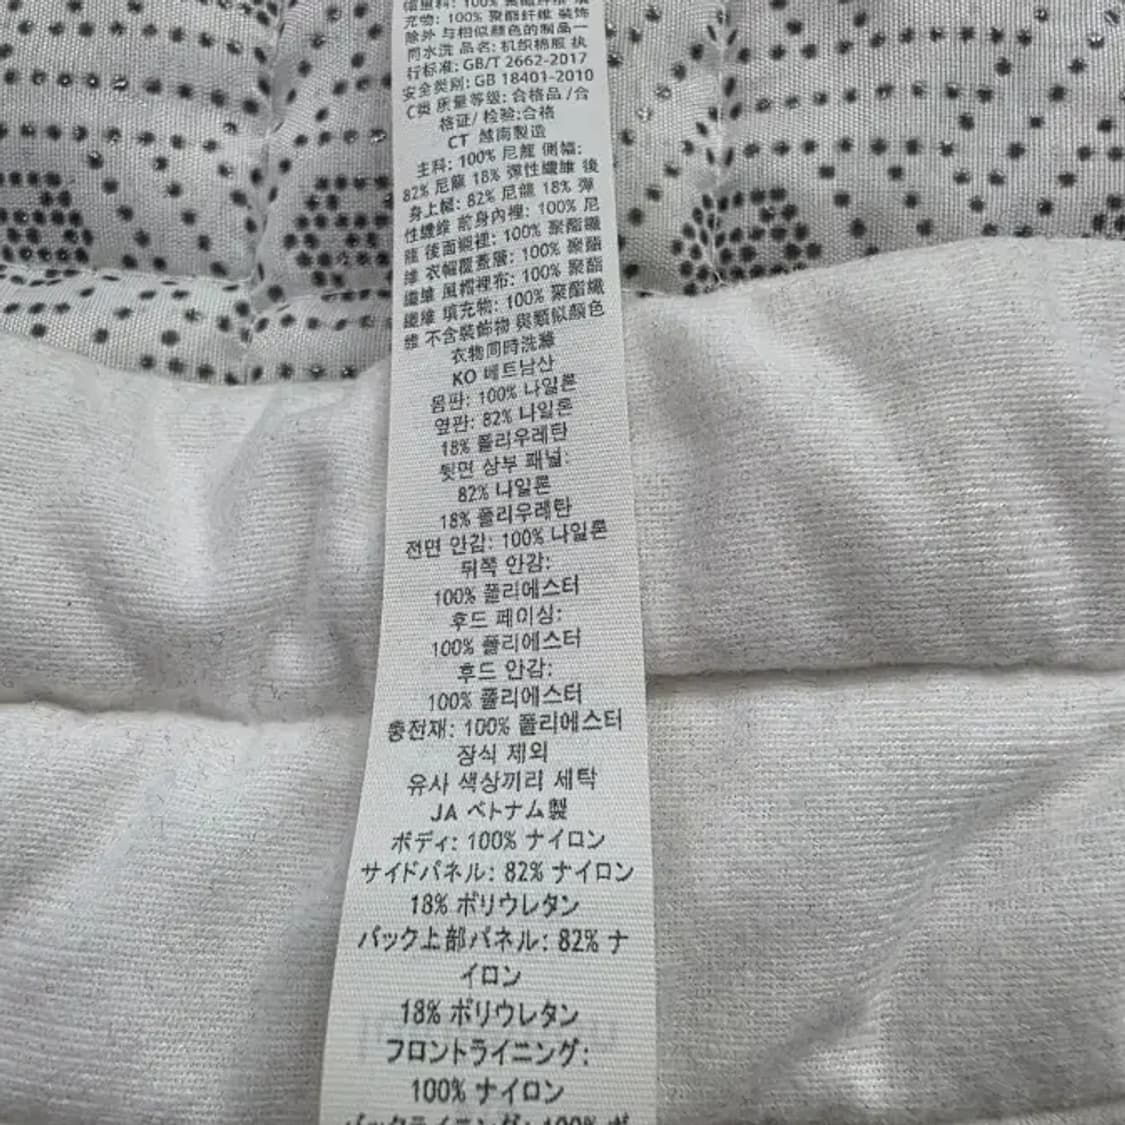 充物: 100% 聚酯纤维 装饰
除外 与相似颜色的制品一
同水洗 品名: 机织棉服 执
行标准: GB/T 2662-2017
安全类别: GB 18401-2010
C类 质量等级: 合格品 /合
格证/ 检验:合格
CT 越南製造
主料: 100% 尼龍 側幅:
82% 尼龍 18% 彈性纖維 後
身上幅: 82% 尼龍 18% 彈
性纖維 前身內裡: 100% 尼
龍 後面襯裡: 100% 聚酯纖
維 衣帽覆蓋層: 100% 聚酯
纖維 風帽裡布: 100% 聚酯
纖維 填充物: 100% 聚酯纖
維 不含裝飾物 與類似顏色
衣物同時洗滌
KO 베트남산
몸판: 100% 나일론
옆판: 82% 나일론
18% 폴리우레탄
뒷면 상부 패널:
82% 나일론
18% 폴리우레탄
전면 안감: 100% 나일론
뒤쪽 안감:
100% 폴리에스터
후드 페이싱:
100% 폴리에스터
후드 안감:
100% 폴리에스터
충전재: 100% 폴리에스터
장식 제외
유사 색상끼리 세탁
JA ベトナム製
ボディ: 100% ナイロン
サイドパネル: 82% ナイロン
18% ポリウレタン
バック上部パネル: 82% ナ
イロン
18% ポリウレタン
フロントライニング:
100% ナイロン